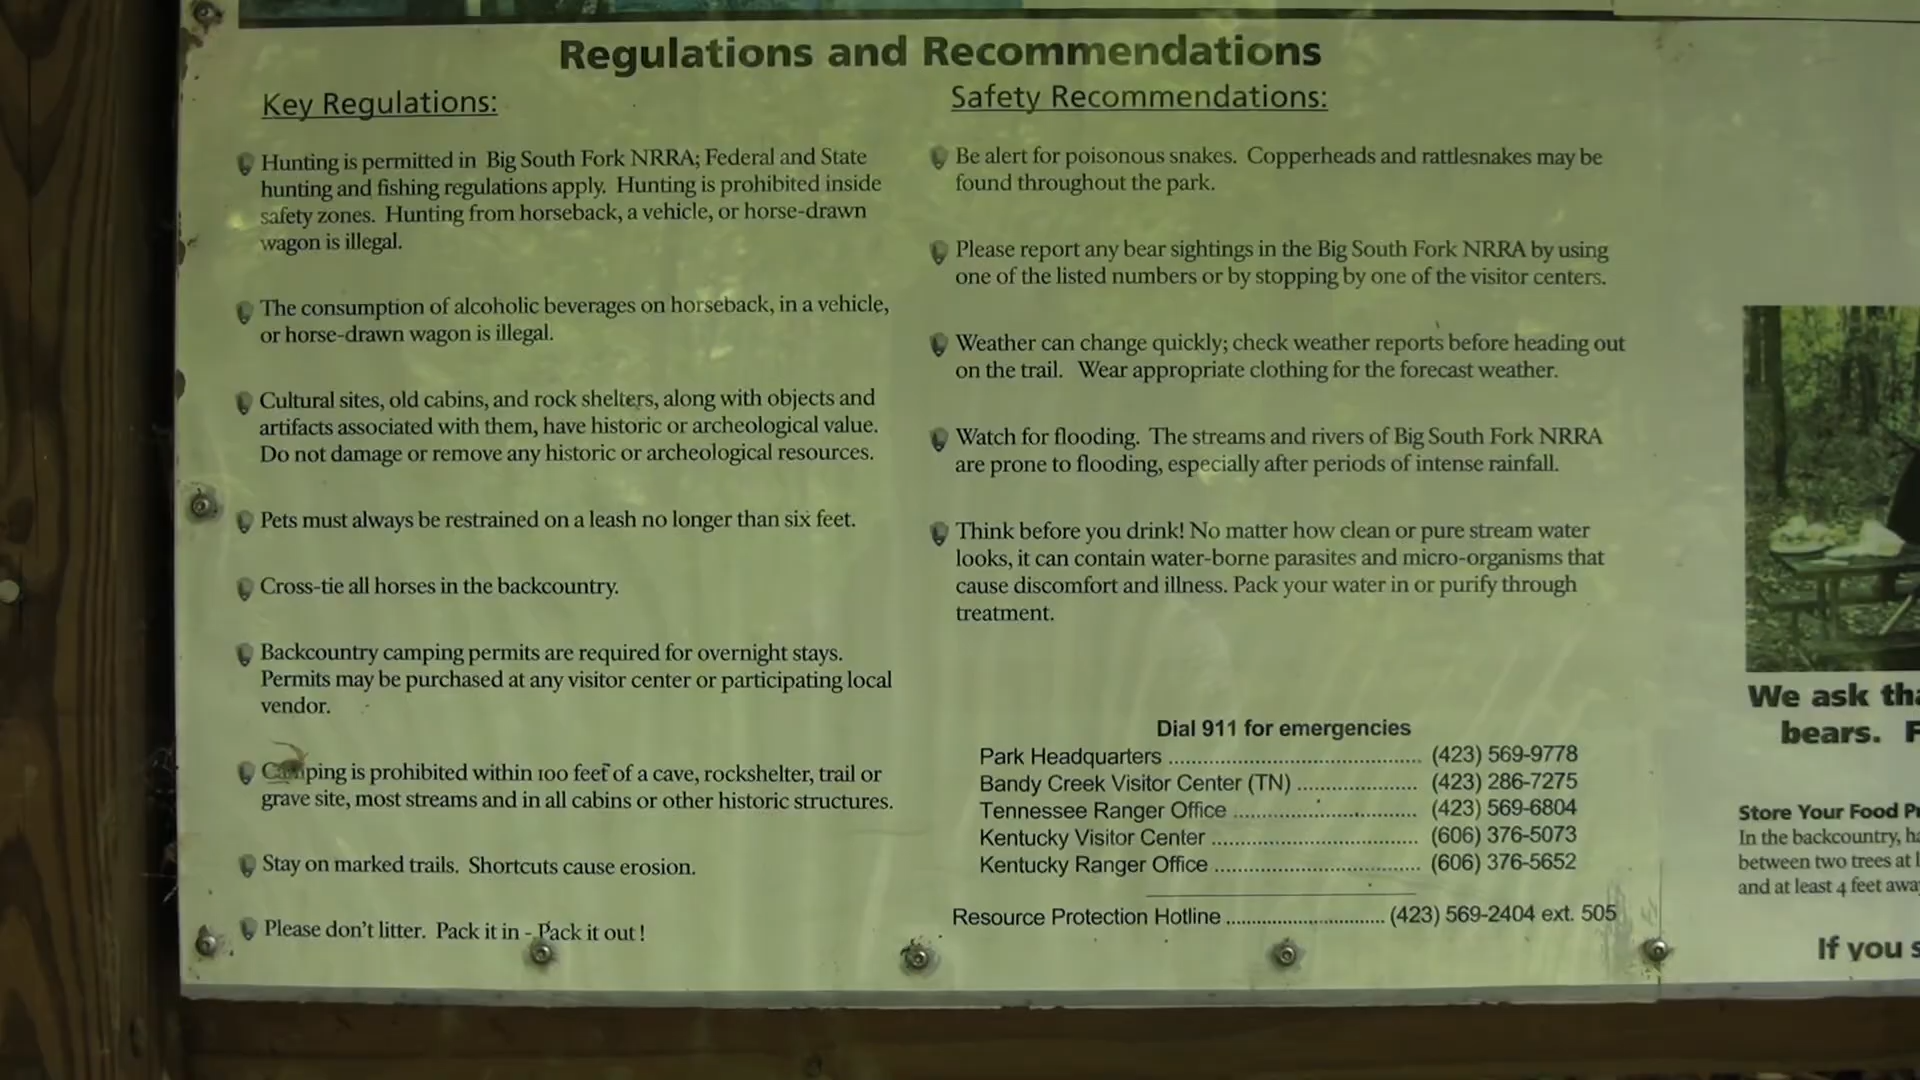 Regulations and Recommendations
Key Regulations:
Hunting is permitted in Big South Fork NRRA; Federal and State
hunting and fishing regulations apply. Hunting is prohibited inside
safety zones. Hunting from horseback, a vehicle, or horse-drawn
wagon is illegal.
The consumption of alcoholic beverages on horseback, in a vehicle,
or horse-drawn wagon is illegal.
Cultural sites, old cabins, and rock shelters, along with objects and
artifacts associated with them, have historic or archeological value.
Do not damage or remove any historic or archeological resources.
Pets must always be restrained on a leash no longer than six feet.
Cross-tie all horses in the backcountry.
Backcountry camping permits are required for overnight stays.
Permits may be purchased at any visitor center or participating local
vendor.
Camping is prohibited within 100 feet of a cave, rockshelter, trail or
grave site, most streams and in all cabins or other historic structures.
Stay on marked trails. Shortcuts cause erosion.
Please don't litter. Pack it in - Pack it out!
Safety Recommendations:
Be alert for poisonous snakes. Copperheads and rattlesnakes may be
found throughout the park.
Please report any bear sightings in the Big South Fork NRRA by using
one of the listed numbers or by stopping by one of the visitor centers.
Weather can change quickly; check weather reports before heading out
on the trail. Wear appropriate clothing for the forecast weather.
Watch for flooding. The streams and rivers of Big South Fork NRRA
are prone to flooding, especially after periods of intense rainfall.
Think before you drink! No matter how clean or pure stream water
looks, it can contain water-borne parasites and micro-organisms that
cause discomfort and illness. Pack your water in or purify through
treatment.
Dial 911 for emergencies
Park Headquarters ........................................ (423) 569-9778
Bandy Creek Visitor Center (TN) ................... (423) 286-7275
Tennessee Ranger Office ............................. (423) 569-6804
Kentucky Visitor Center ................................. (606) 376-5073
Kentucky Ranger Office ................................. (606) 376-5652
Resource Protection Hotline .......................... (423) 569-2404 ext. 505
We ask
bears.
Store Your Food
In the backcountry,
between two trees at
and at least 4 feet
If you